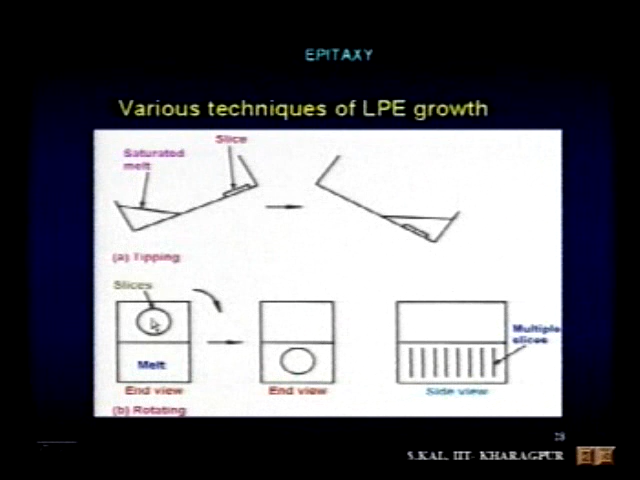 EPITAXY
Various techniques of LPE growth
Slice
Saturated
melt
(a) Tipping
Slices
Melt
Multiple
slices
End view
End view
Side view
(b) Rotating
28
S.KAL, IIT- KHARAGPUR